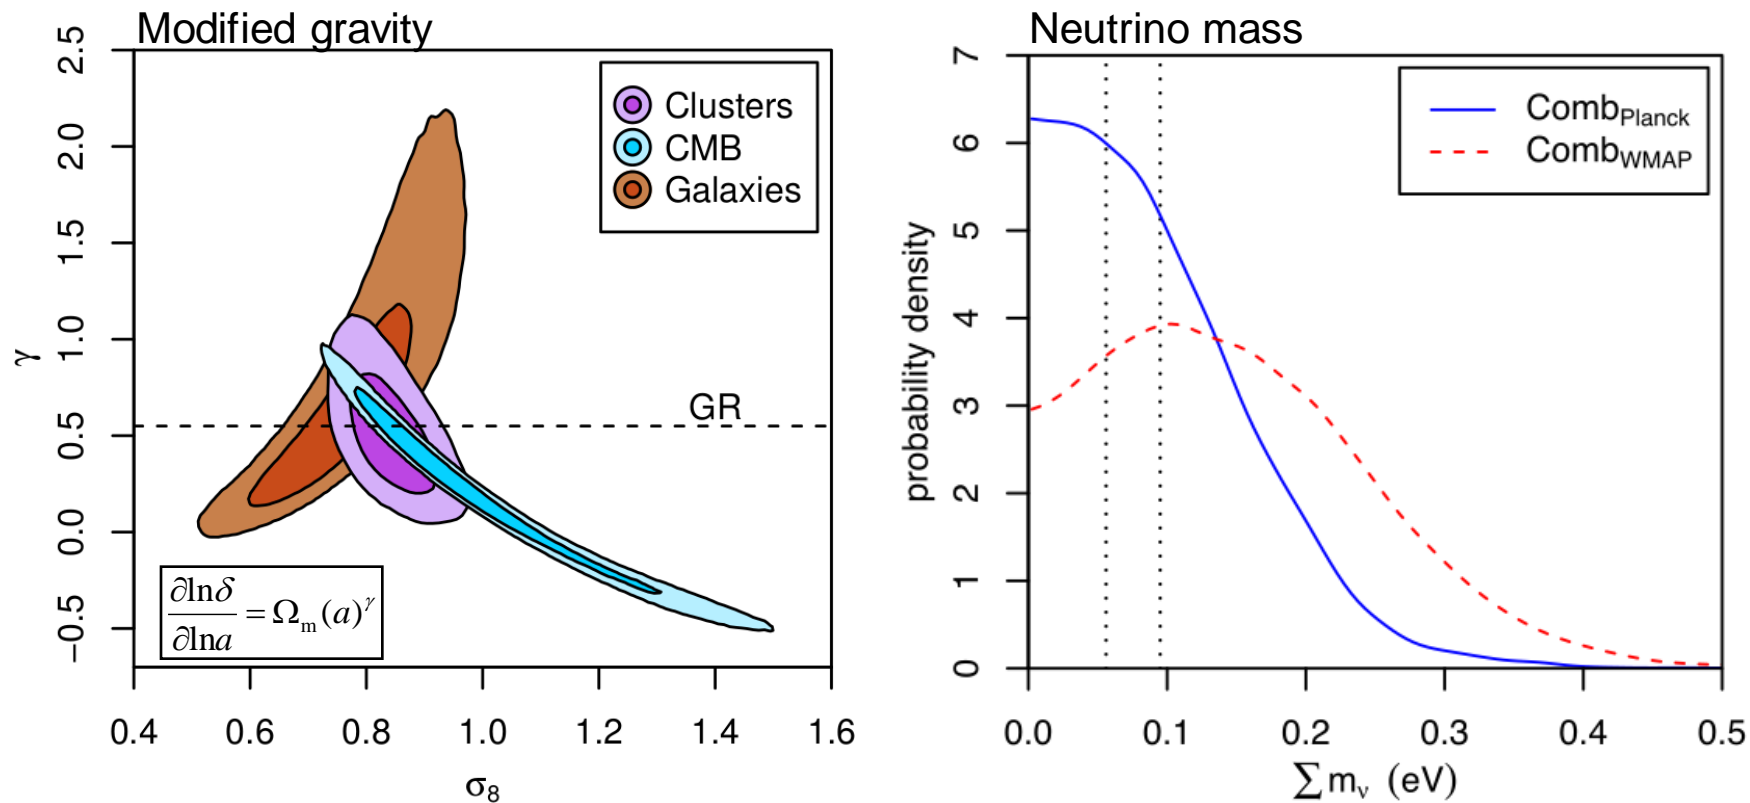 Modified gravity
2.5
2.0
1.5
1.0
0.5
0.0
−0.5
γ
Clusters
CMB
Galaxies
GR
∂lnδ
∂lna
=Ωm(a)^γ
0.4 0.6 0.8 1.0 1.2 1.4 1.6
σ8
Neutrino mass
7
6
5
4
3
2
1
0
probability density
CombPlanck
CombWMAP
0.0 0.1 0.2 0.3 0.4 0.5
∑mν (eV)